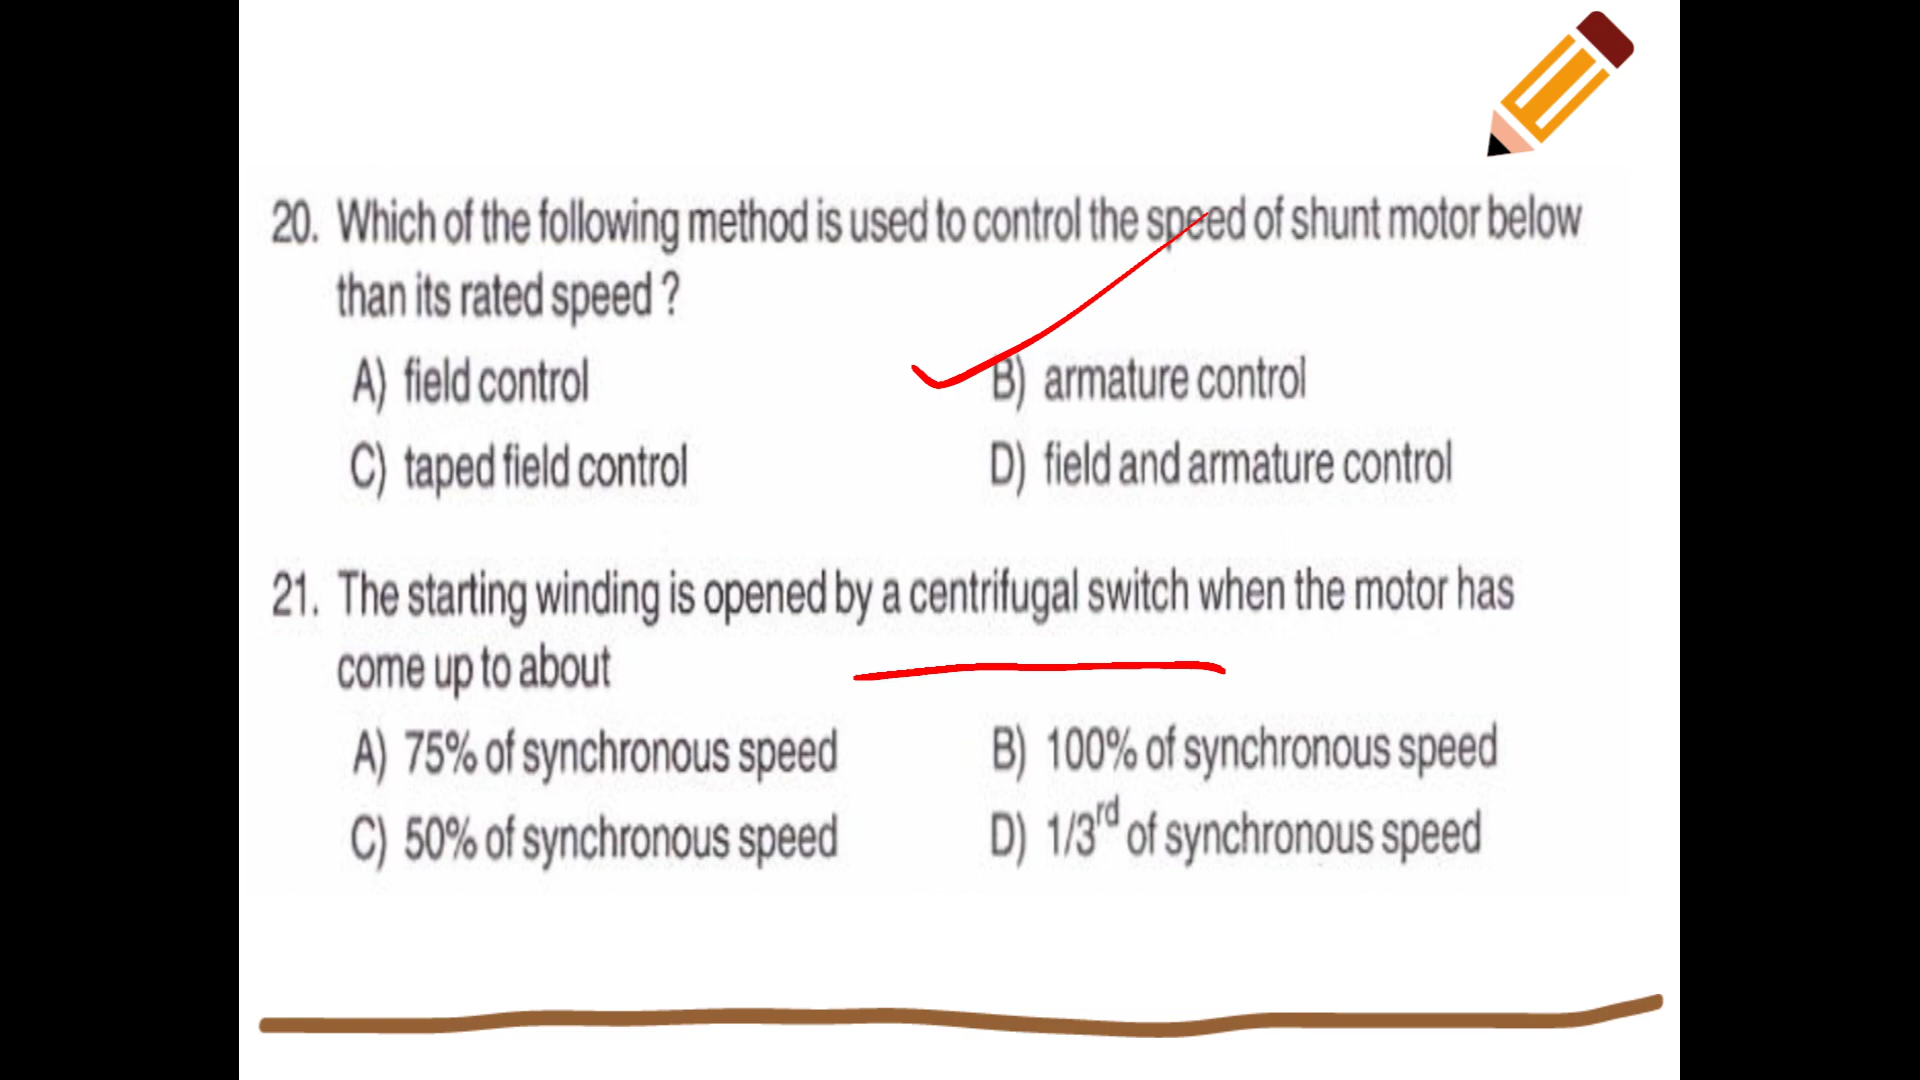 20. Which of the following method is used to control the speed of shunt motor below
than its rated speed ?
A) field control B) armature control
C) taped field control D) field and armature control
21. The starting winding is opened by a centrifugal switch when the motor has
come up to about
A) 75% of synchronous speed B) 100% of synchronous speed
C) 50% of synchronous speed D) 1/3rd of synchronous speed